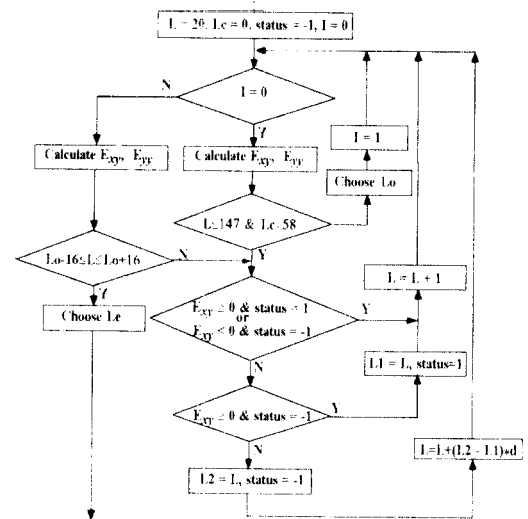 L = 20, Lc = 0, status = -1, I = 0
N
I = 0
Y
I = 1
Calculate Exy, Eyy
Calculate Exy, Eyy
Choose Lo
L≤147 & Lc 58
Lo-16≤L≤Lo+16
N
Y
L = L + 1
Y
Exy ≥ 0 & status = 1
or
Exy < 0 & status = -1
Y
Choose Lc
N
L1 = L, status=1
Exy ≥ 0 & status = -1
Y
N
L=L+(L2 - L1)*d
L2 = L, status = -1